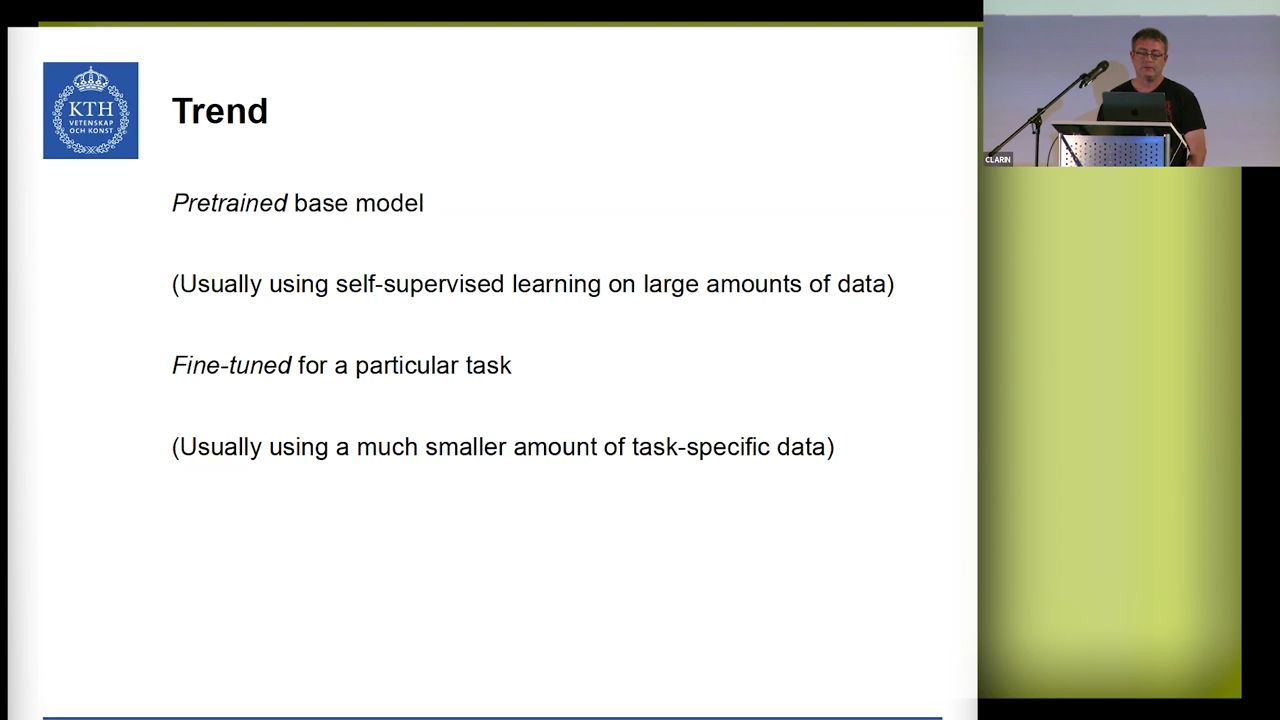 KTH
VETENSKAP
OCH KONST
Trend
Pretrained base model
(Usually using self-supervised learning on large amounts of data)
Fine-tuned for a particular task
(Usually using a much smaller amount of task-specific data)
CLARIN